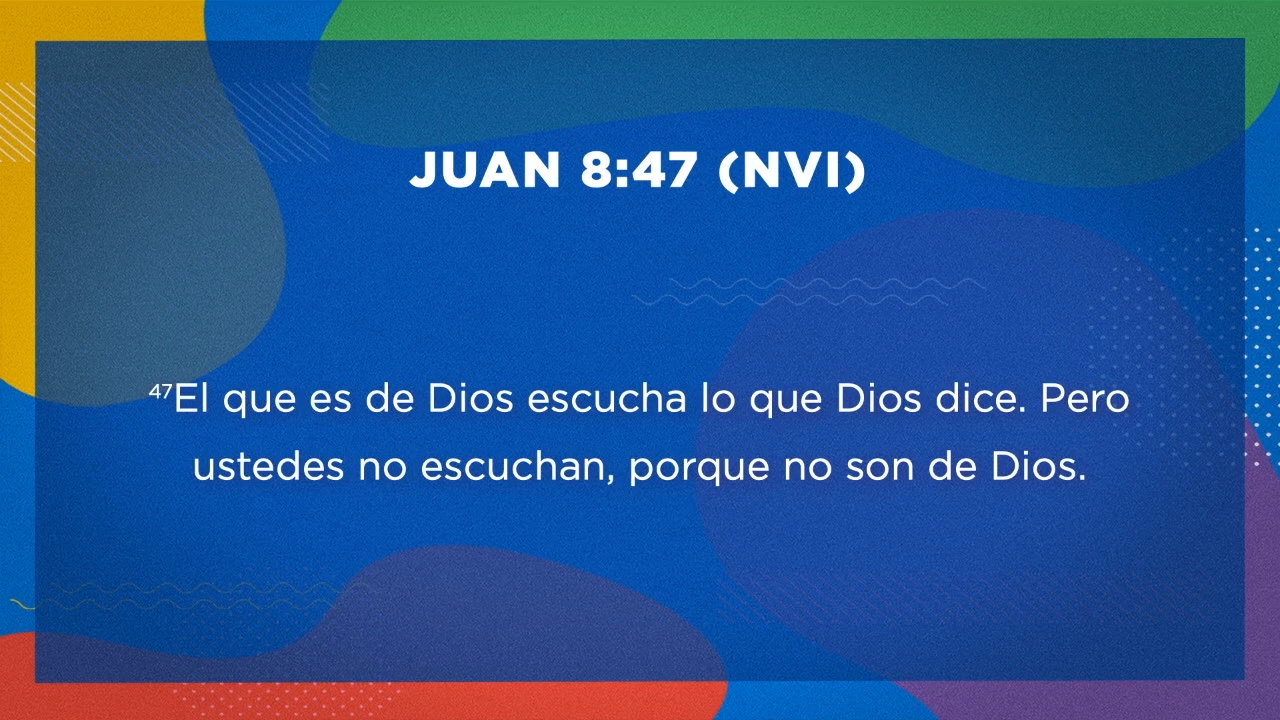 JUAN 8:47 (NVI)
⁴⁷El que es de Dios escucha lo que Dios dice. Pero
ustedes no escuchan, porque no son de Dios.